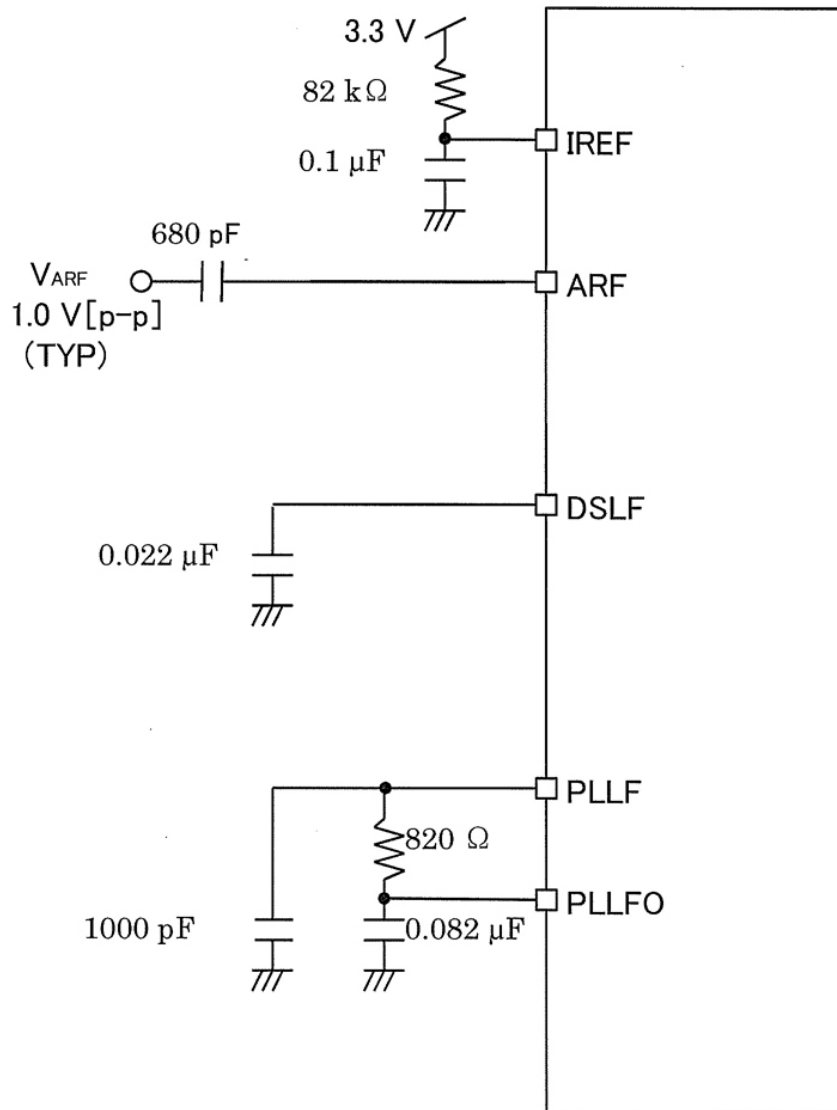 3.3 V
82 kΩ
IREF
0.1 μF
680 pF
VARF
ARF
1.0 V[p-p]
(TYP)
DSLF
0.022 μF
PLLF
820 Ω
PLLFO
1000 pF
0.082 μF